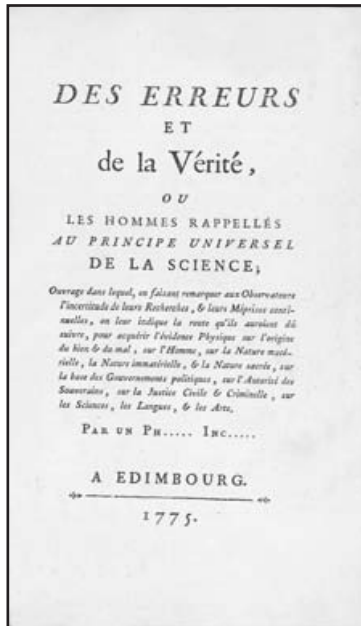 DES ERREURS
ET
de la Vérité,
OU
LES HOMMES RAPPELLÉS
AU PRINCIPE UNIVERSEL
DE LA SCIENCE;
Ouvrage dans lequel, en faisant remarquer aux Observateurs
l'incertitude de leurs Recherches, & leurs Méprises conti-
nuelles, on leur indique la route qu'ils auroient dû
suivre, pour acquérir l'évidence Physique sur l'origine
du bien & du mal, sur l'Homme, sur la Nature maté-
rielle, la Nature immatérielle, & la Nature sacrée, sur
la base des Gouvernements politiques, sur l'Autorité des
Souverains, sur la Justice Civile & Criminelle, sur
les Sciences, les Langues, & les Arts.
PAR UN PH..... INC.....
A EDIMBOURG.
1775.